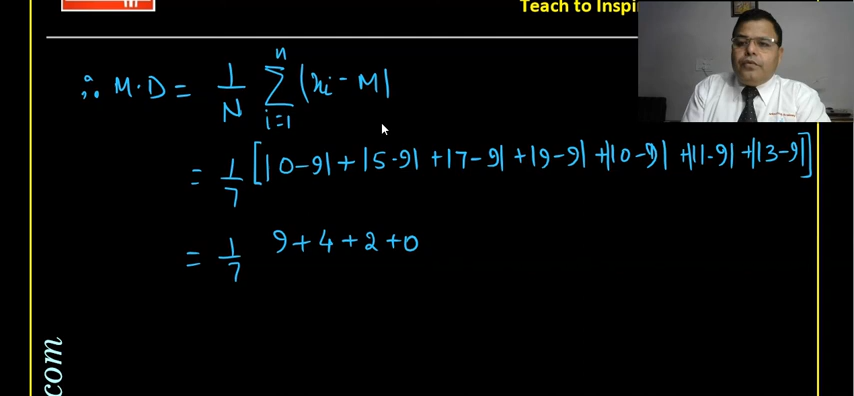 Teach to Inspi
∴ M.D = 1/N n∑i=1 |xi - M|
= 1/7 [|0-9| + |5-9| + |7-9| + |9-9| + |10-9| + |11-9| + |13-9|]
= 1/7 9+4+2+0
com